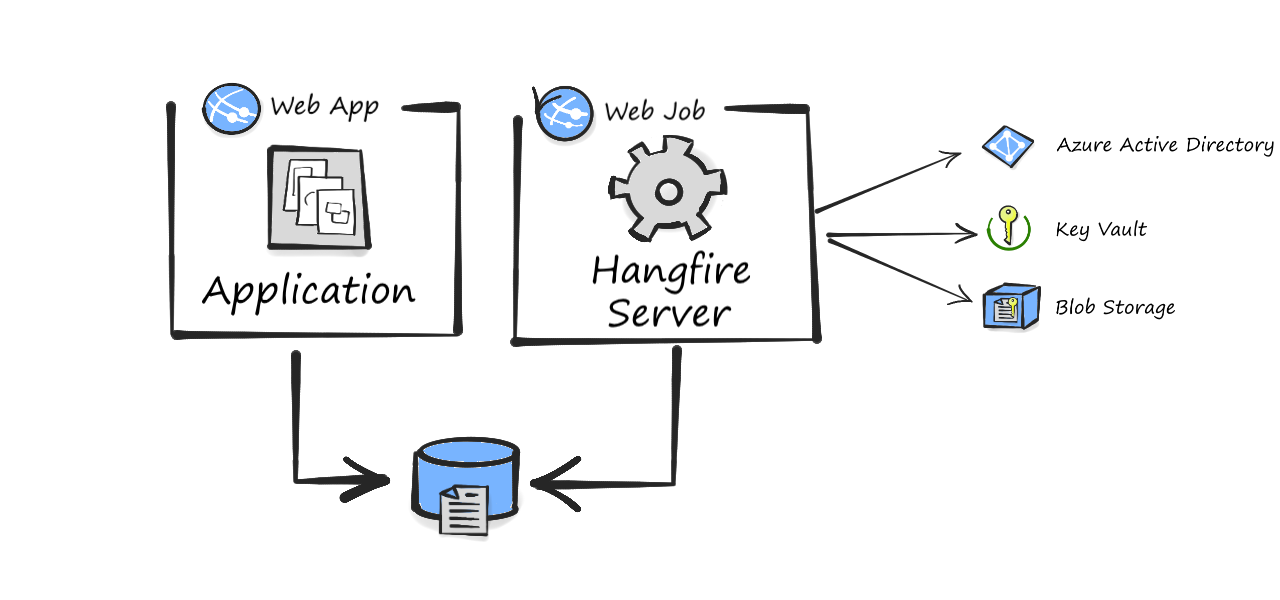 Web App
Application
Web Job
Hangfire
Server
Azure Active Directory
Key Vault
Blob Storage